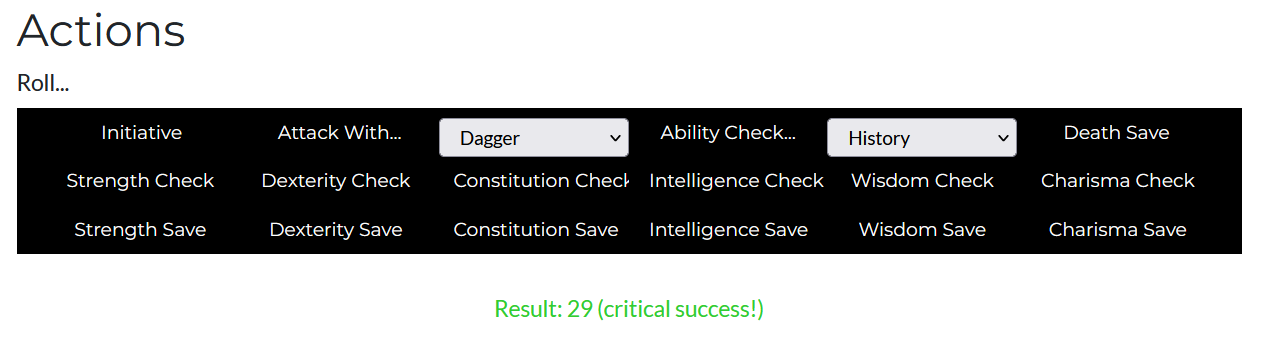 Actions
Roll...
Initiative Attack With... Dagger Ability Check... History Death Save
Strength Check Dexterity Check Constitution Check Intelligence Check Wisdom Check Charisma Check
Strength Save Dexterity Save Constitution Save Intelligence Save Wisdom Save Charisma Save
Result: 29 (critical success!)